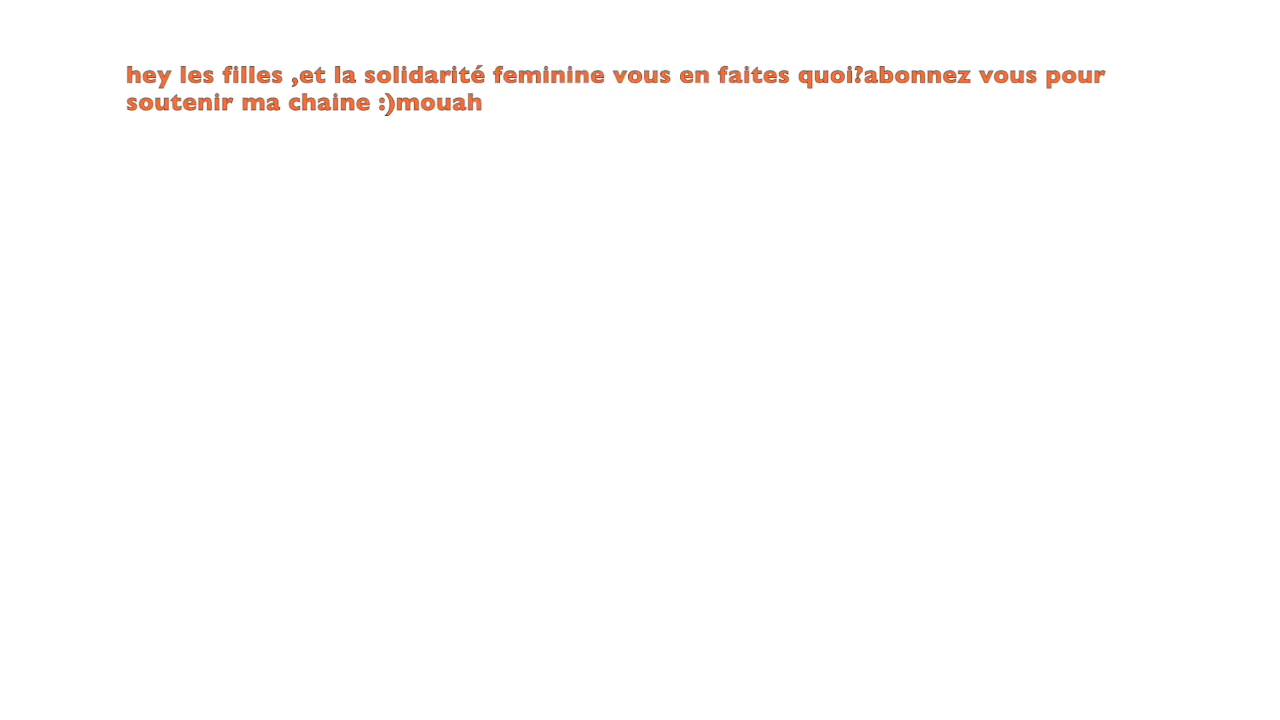 hey les filles ,et la solidarité feminine vous en faites quoi?abonnez vous pour
soutenir ma chaine :)mouah